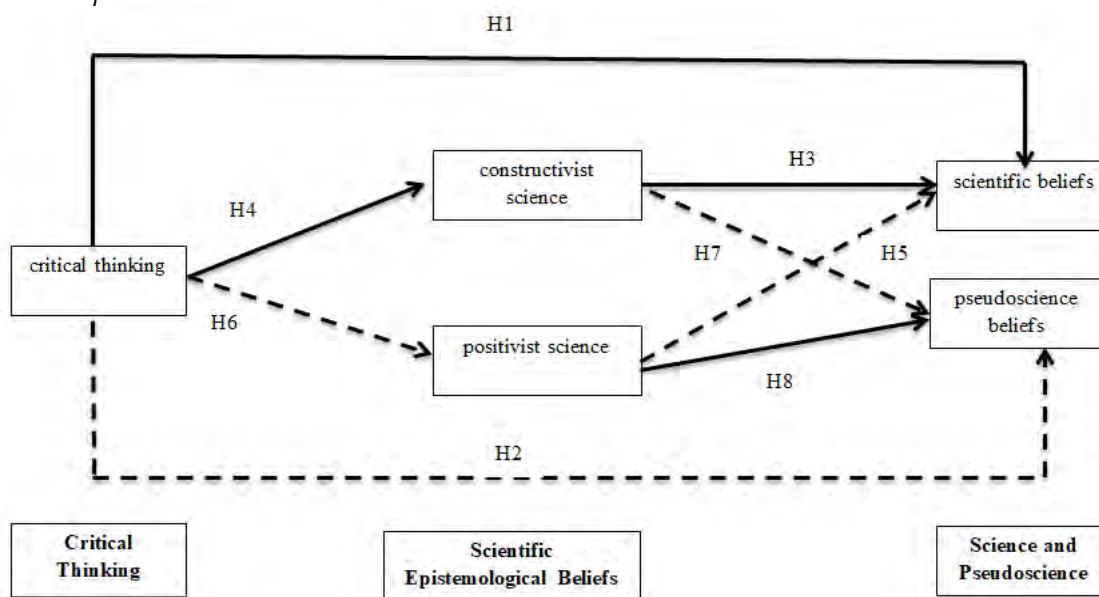 H1
constructivist
science
H3
scientific beliefs
H4
critical thinking
H7
H5
pseudoscience
beliefs
H6
positivist science
H8
H2
Critical
Thinking
Scientific
Epistemological Beliefs
Science and
Pseudoscience